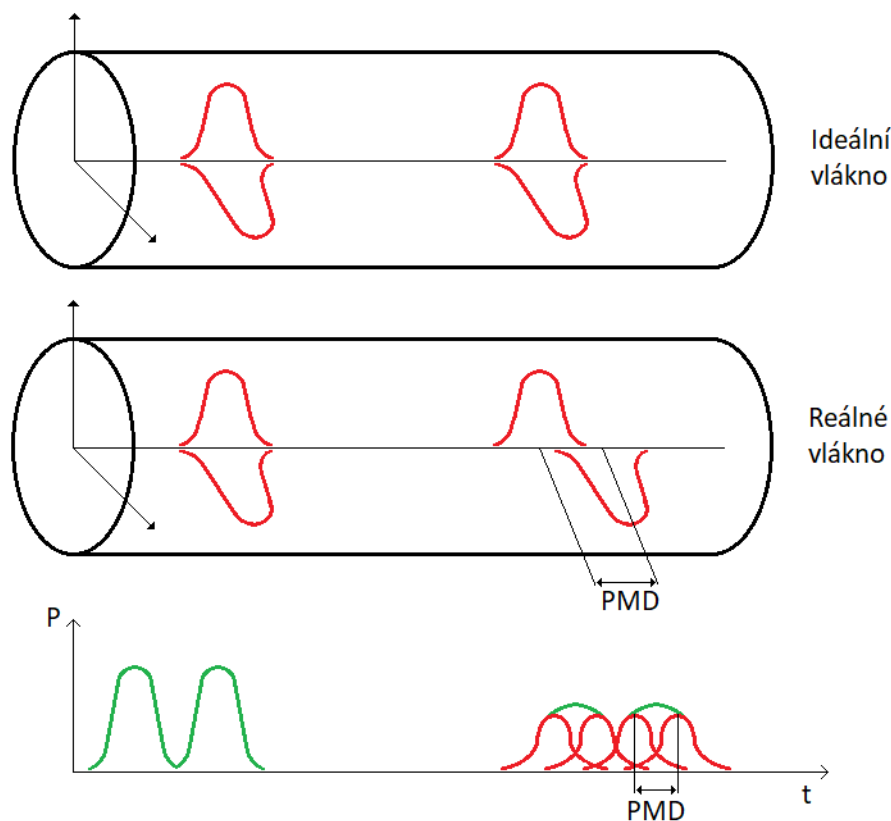 Ideální
vlákno
Reálné
vlákno
PMD
P
PMD
t